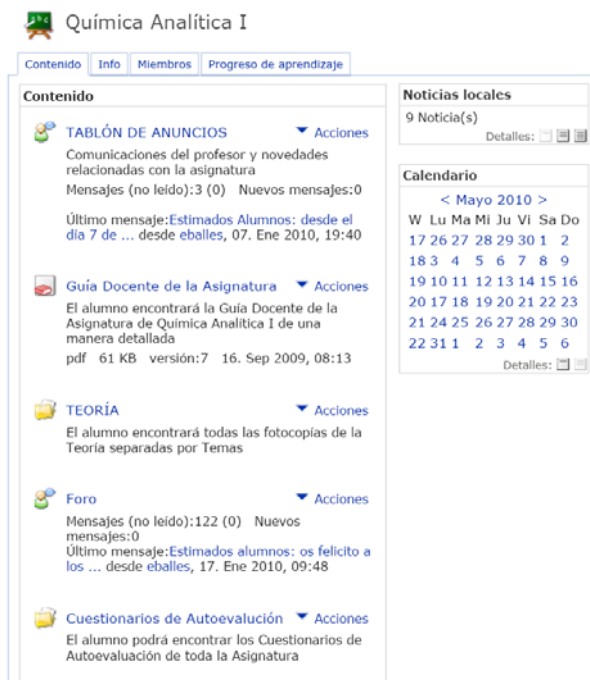 Química Analítica I
Contenido Info Miembros Progreso de aprendizaje
Contenido
TABLÓN DE ANUNCIOS Acciones
Comunicaciones del profesor y novedades
relacionadas con la asignatura
Mensajes (no leído):3 (0) Nuevos mensajes:0
Último mensaje:Estimados Alumnos: desde el
día 7 de ... desde eballes, 07. Ene 2010, 19:40
Guía Docente de la Asignatura Acciones
El alumno encontrará la Guía Docente de la
Asignatura de Química Analítica I de una
manera detallada
pdf 61 KB versión:7 16. Sep 2009, 08:13
TEORÍA Acciones
El alumno encontrará todas las fotocopias de la
Teoría separadas por Temas
Foro Acciones
Mensajes (no leído):122 (0) Nuevos
mensajes:0
Último mensaje:Estimados alumnos: os felicito a
los ... desde eballes, 17. Ene 2010, 09:48
Cuestionarios de Autoevalución Acciones
El alumno podrá encontrar los Cuestionarios de
Autoevaluación de toda la Asignatura
Noticias locales
9 Noticia(s)
Detalles:
Calendario
< Mayo 2010 >
W Lu Ma Mi Ju Vi Sa Do
17 26 27 28 29 30 1 2
18 3 4 5 6 7 8 9
19 10 11 12 13 14 15 16
20 17 18 19 20 21 22 23
21 24 25 26 27 28 29 30
22 31 1 2 3 4 5 6
Detalles: